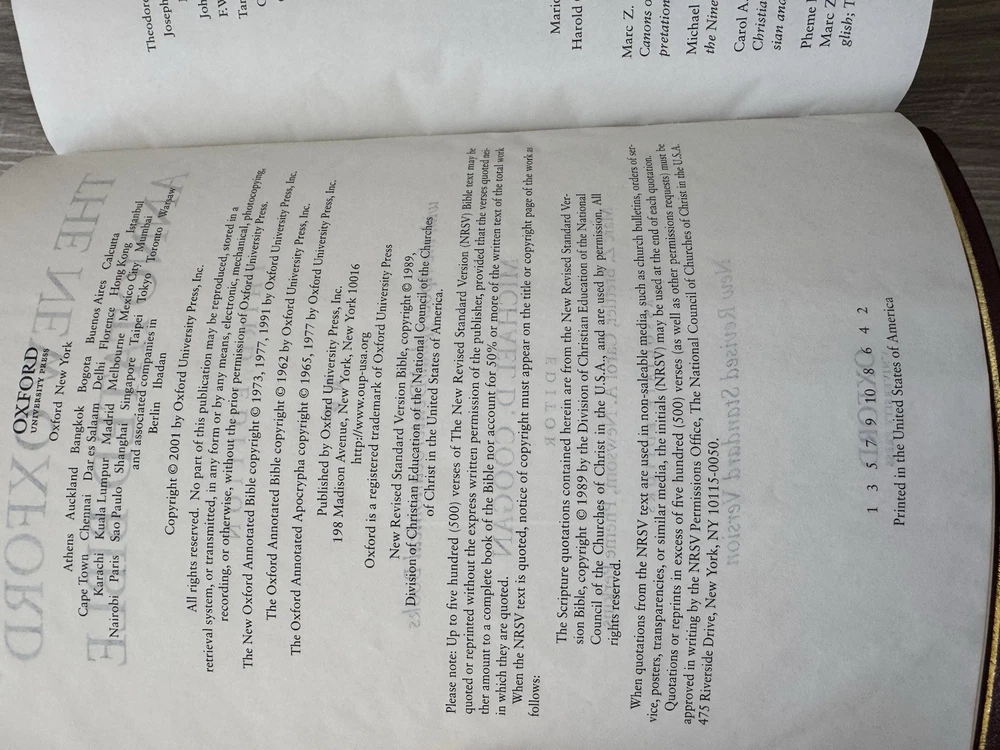 OXFORD
UNIVERSITY PRESS
Oxford New York
Athens Auckland Bangkok Bogota Buenos Aires Calcutta
Cape Town Chennai Dar es Salaam Delhi Florence Hong Kong Istanbul
Karachi Kuala Lumpur Madrid Melbourne Mexico City Mumbai
Nairobi Paris Sao Paulo Shanghai Singapore Taipei Tokyo Toronto Warsaw
and associated companies in
Berlin Ibadan
Copyright © 2001 by Oxford University Press, Inc.
All rights reserved. No part of this publication may be reproduced, stored in a
retrieval system, or transmitted, in any form or by any means, electronic, mechanical, photocopying,
recording, or otherwise, without the prior permission of Oxford University Press.
The New Oxford Annotated Bible copyright © 1973, 1977, 1991 by Oxford University Press, Inc.
The Oxford Annotated Bible copyright © 1962 by Oxford University Press, Inc.
The Oxford Annotated Apocrypha copyright © 1965, 1977 by Oxford University Press, Inc.
Published by Oxford University Press, Inc.
198 Madison Avenue, New York, New York 10016
http://www.oup-usa.org
Oxford is a registered trademark of Oxford University Press
New Revised Standard Version Bible, copyright © 1989,
Division of Christian Education of the National Council of the Churches
of Christ in the United States of America.
Please note: Up to five hundred (500) verses of The New Revised Standard Version (NRSV) Bible text may be
quoted or reprinted without the express written permission of the publisher, provided that the verses quoted nei-
ther amount to a complete book of the Bible nor account for 50% or more of the written text of the total work
in which they are quoted.
When the NRSV text is quoted, notice of copyright must appear on the title or copyright page of the work as
follows:
The Scripture quotations contained herein are from the New Revised Standard Ver-
sion Bible, copyright © 1989 by the Division of Christian Education of the National
Council of the Churches of Christ in the U.S.A., and are used by permission, All
rights reserved.
When quotations from the NRSV text are used in non-saleable media, such as church bulletins, orders of ser-
vice, posters, transparencies, or similar media, the initials (NRSV) may be used at the end of each quotation.
Quotations or reprints in excess of five hundred (500) verses (as well as other permissions requests) must be
approved in writing by the NRSV Permissions Office, The National Council of Churches of Christ in the U.S.A.
475 Riverside Drive, New York, NY 10115-0050.
1 3 5 7 9 10 8 6 4 2
Printed in the United States of America
Theodore
Joseph
Joh
F.W
Tar
Mario
Harold
Marc Z.
Canons o
pretation
Michael
the Nine
Carol A.
Christia
sian and
Pheme
Marc Z
glish; T